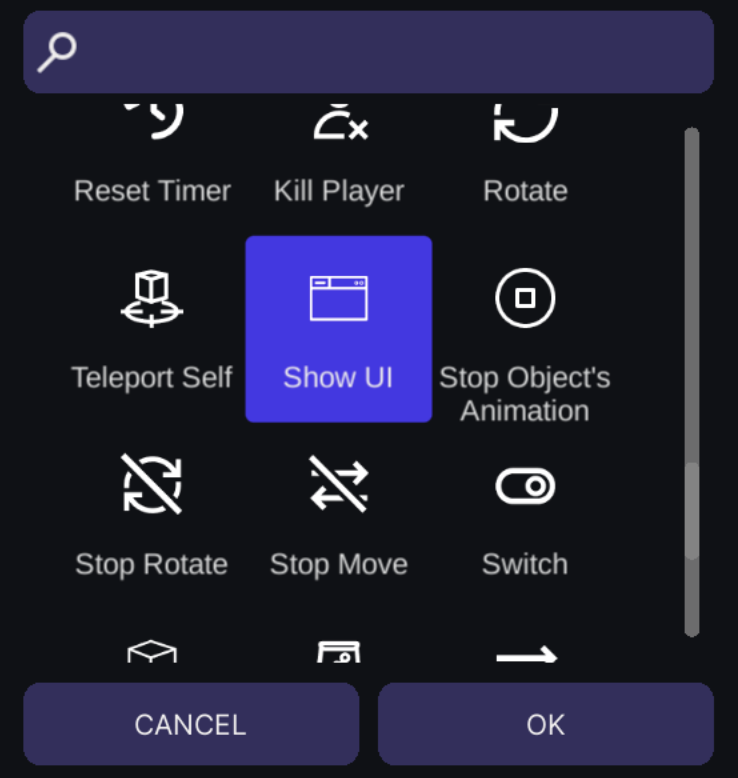 Reset Timer
Kill Player
Rotate
Teleport Self
Show UI
Stop Object's
Animation
Stop Rotate
Stop Move
Switch
CANCEL
OK